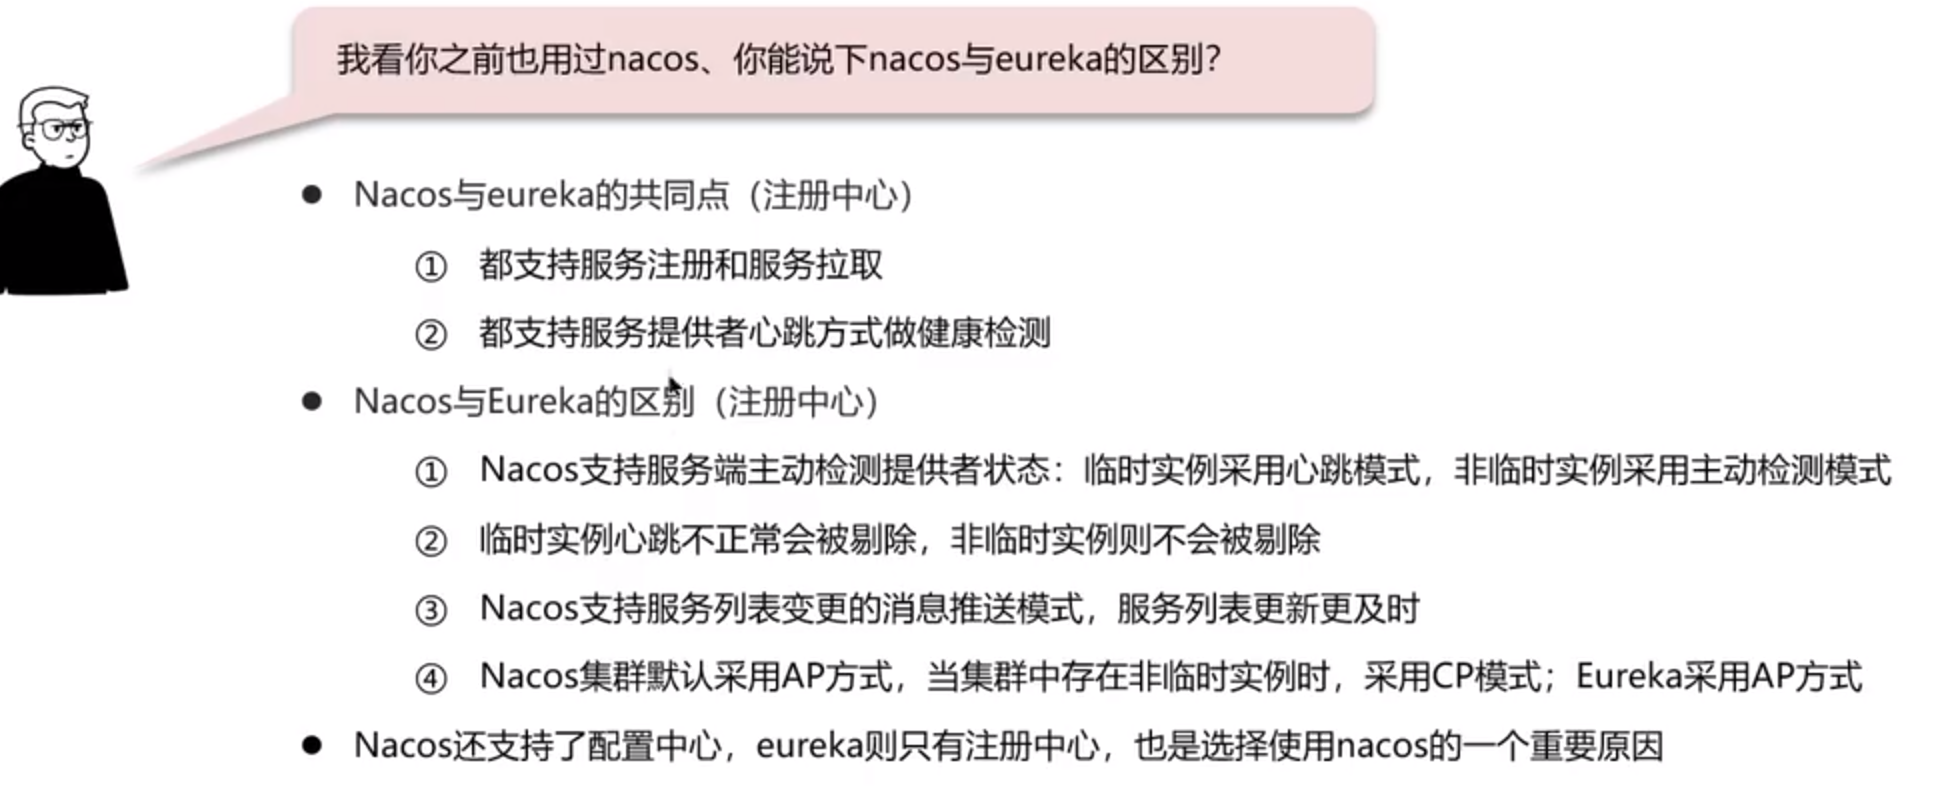 我看你之前也用过nacos、你能说下nacos与eureka的区别?
● Nacos与eureka的共同点（注册中心）
① 都支持服务注册和服务拉取
② 都支持服务提供者心跳方式做健康检测
● Nacos与Eureka的区别（注册中心）
① Nacos支持服务端主动检测提供者状态：临时实例采用心跳模式，非临时实例采用主动检测模式
② 临时实例心跳不正常会被剔除，非临时实例则不会被剔除
③ Nacos支持服务列表变更的消息推送模式，服务列表更新更及时
④ Nacos集群默认采用AP方式，当集群中存在非临时实例时，采用CP模式；Eureka采用AP方式
● Nacos还支持了配置中心，eureka则只有注册中心，也是选择使用nacos的一个重要原因